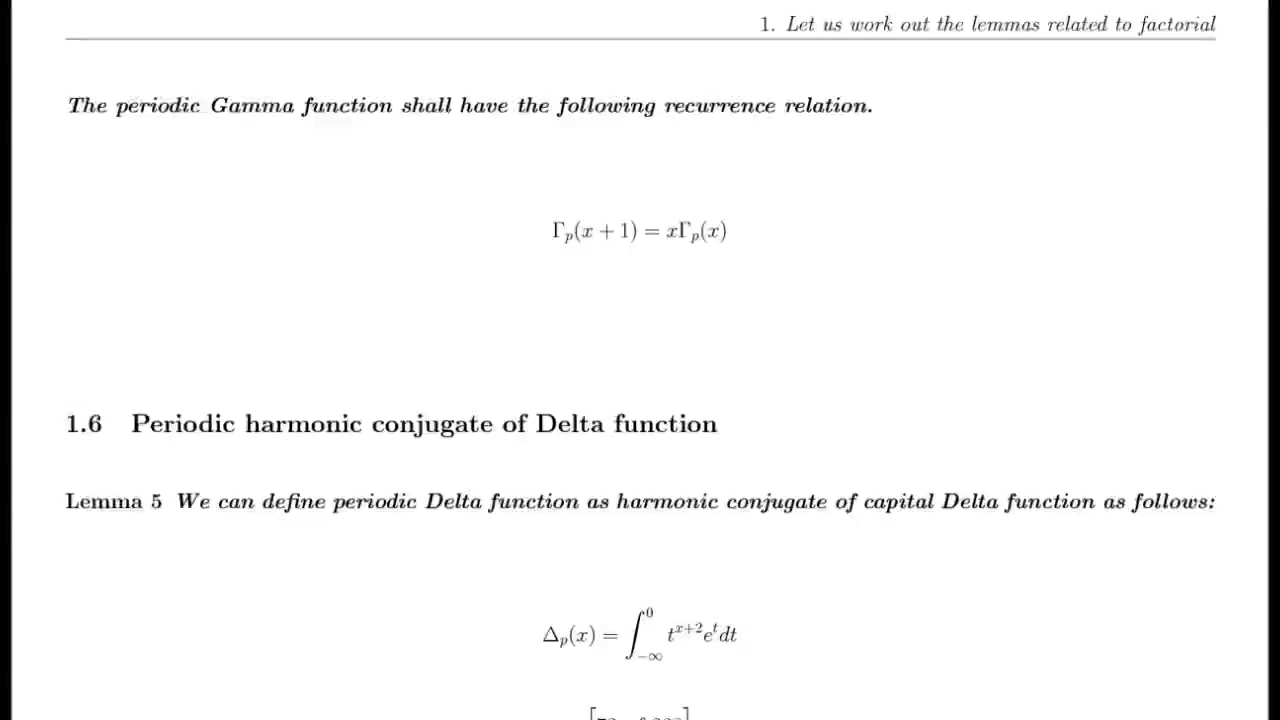 1. Let us work out the lemmas related to factorial
The periodic Gamma function shall have the following recurrence relation.
Γₚ(x + 1) = xΓₚ(x)
1.6 Periodic harmonic conjugate of Delta function
Lemma 5 We can define periodic Delta function as harmonic conjugate of capital Delta function as follows:
Δₚ(x) = ∫_{-∞}^{0} t^{x+2}e^{t}dt